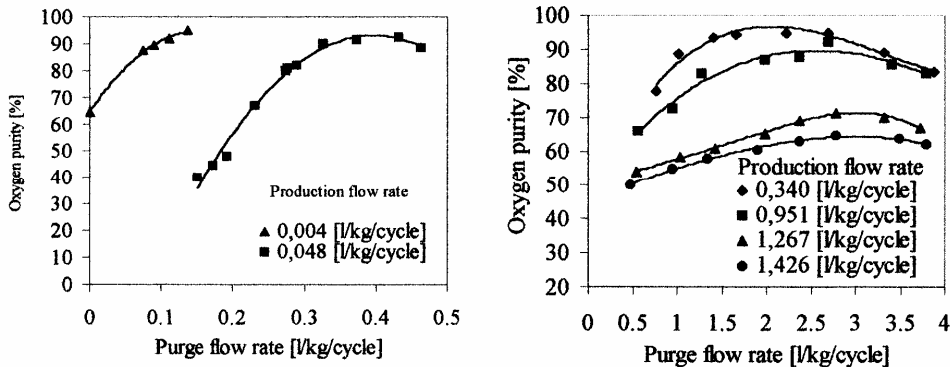 Oxygen purity [%]
100
90
80
70
60
50
40
30
20
10
0
0
0.1
0.2
0.3
0.4
0.5
Purge flow rate [l/kg/cycle]
Production flow rate
0,004 [l/kg/cycle]
0,048 [l/kg/cycle]
Oxygen purity [%]
100
90
80
70
60
50
40
30
20
0
0.5
1
1.5
2
2.5
3
3.5
4
Purge flow rate [l/kg/cycle]
Production flow rate
0,340 [l/kg/cycle]
0,951 [l/kg/cycle]
1,267 [l/kg/cycle]
1,426 [l/kg/cycle]